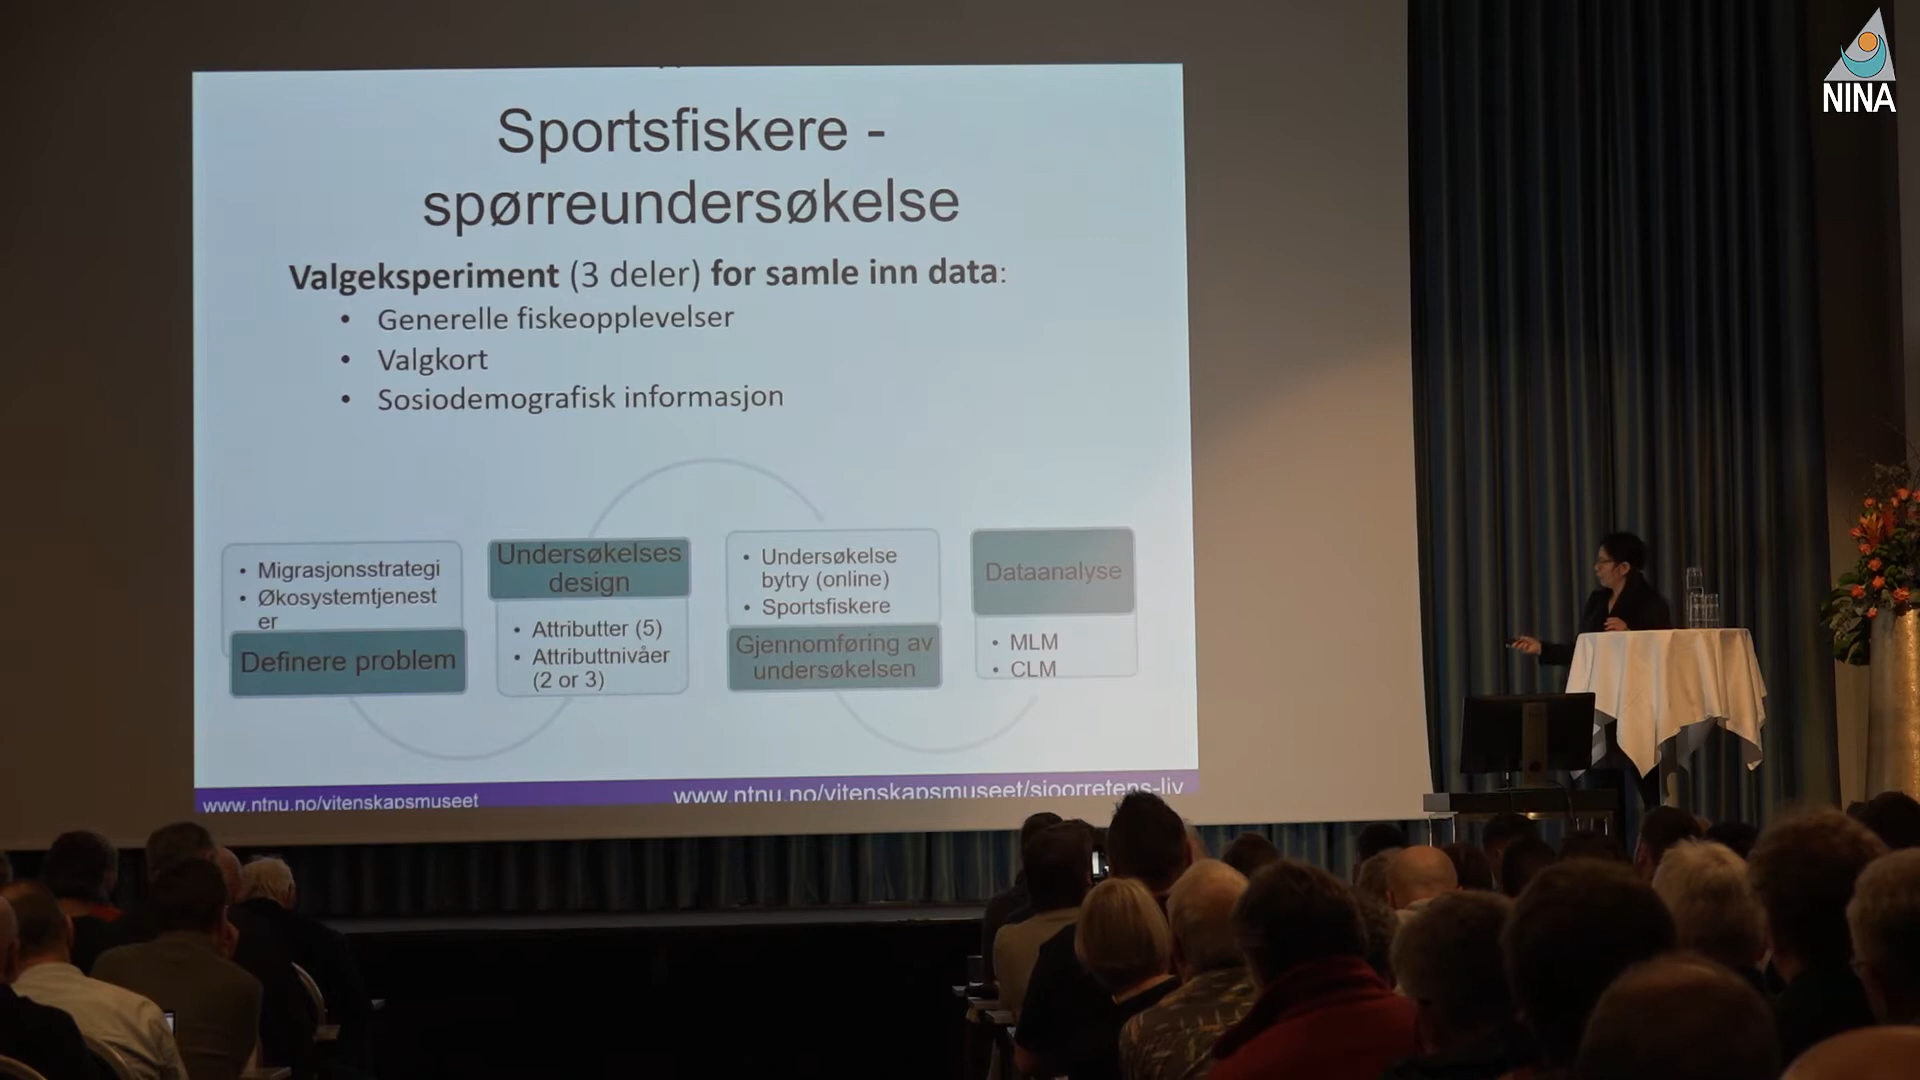 NINA
Sportsfiskere -
spørreundersøkelse
Valgeksperiment (3 deler) for samle inn data:
• Generelle fiskeopplevelser
• Valgkort
• Sosiodemografisk informasjon
• Migrasjonsstrategi
• Økosystemtjenest
er
Definere problem
Undersøkelses
design
• Attributter (5)
• Attributtnivåer
(2 or 3)
• Undersøkelse
bytry (online)
• Sportsfiskere
Gjennomføring av
undersøkelsen
Dataanalyse
• MLM
• CLM
www.ntnu.no/vitenskapsmuseet
www.ntnu.no/vitenskapsmuseet/sjoorretens-liv